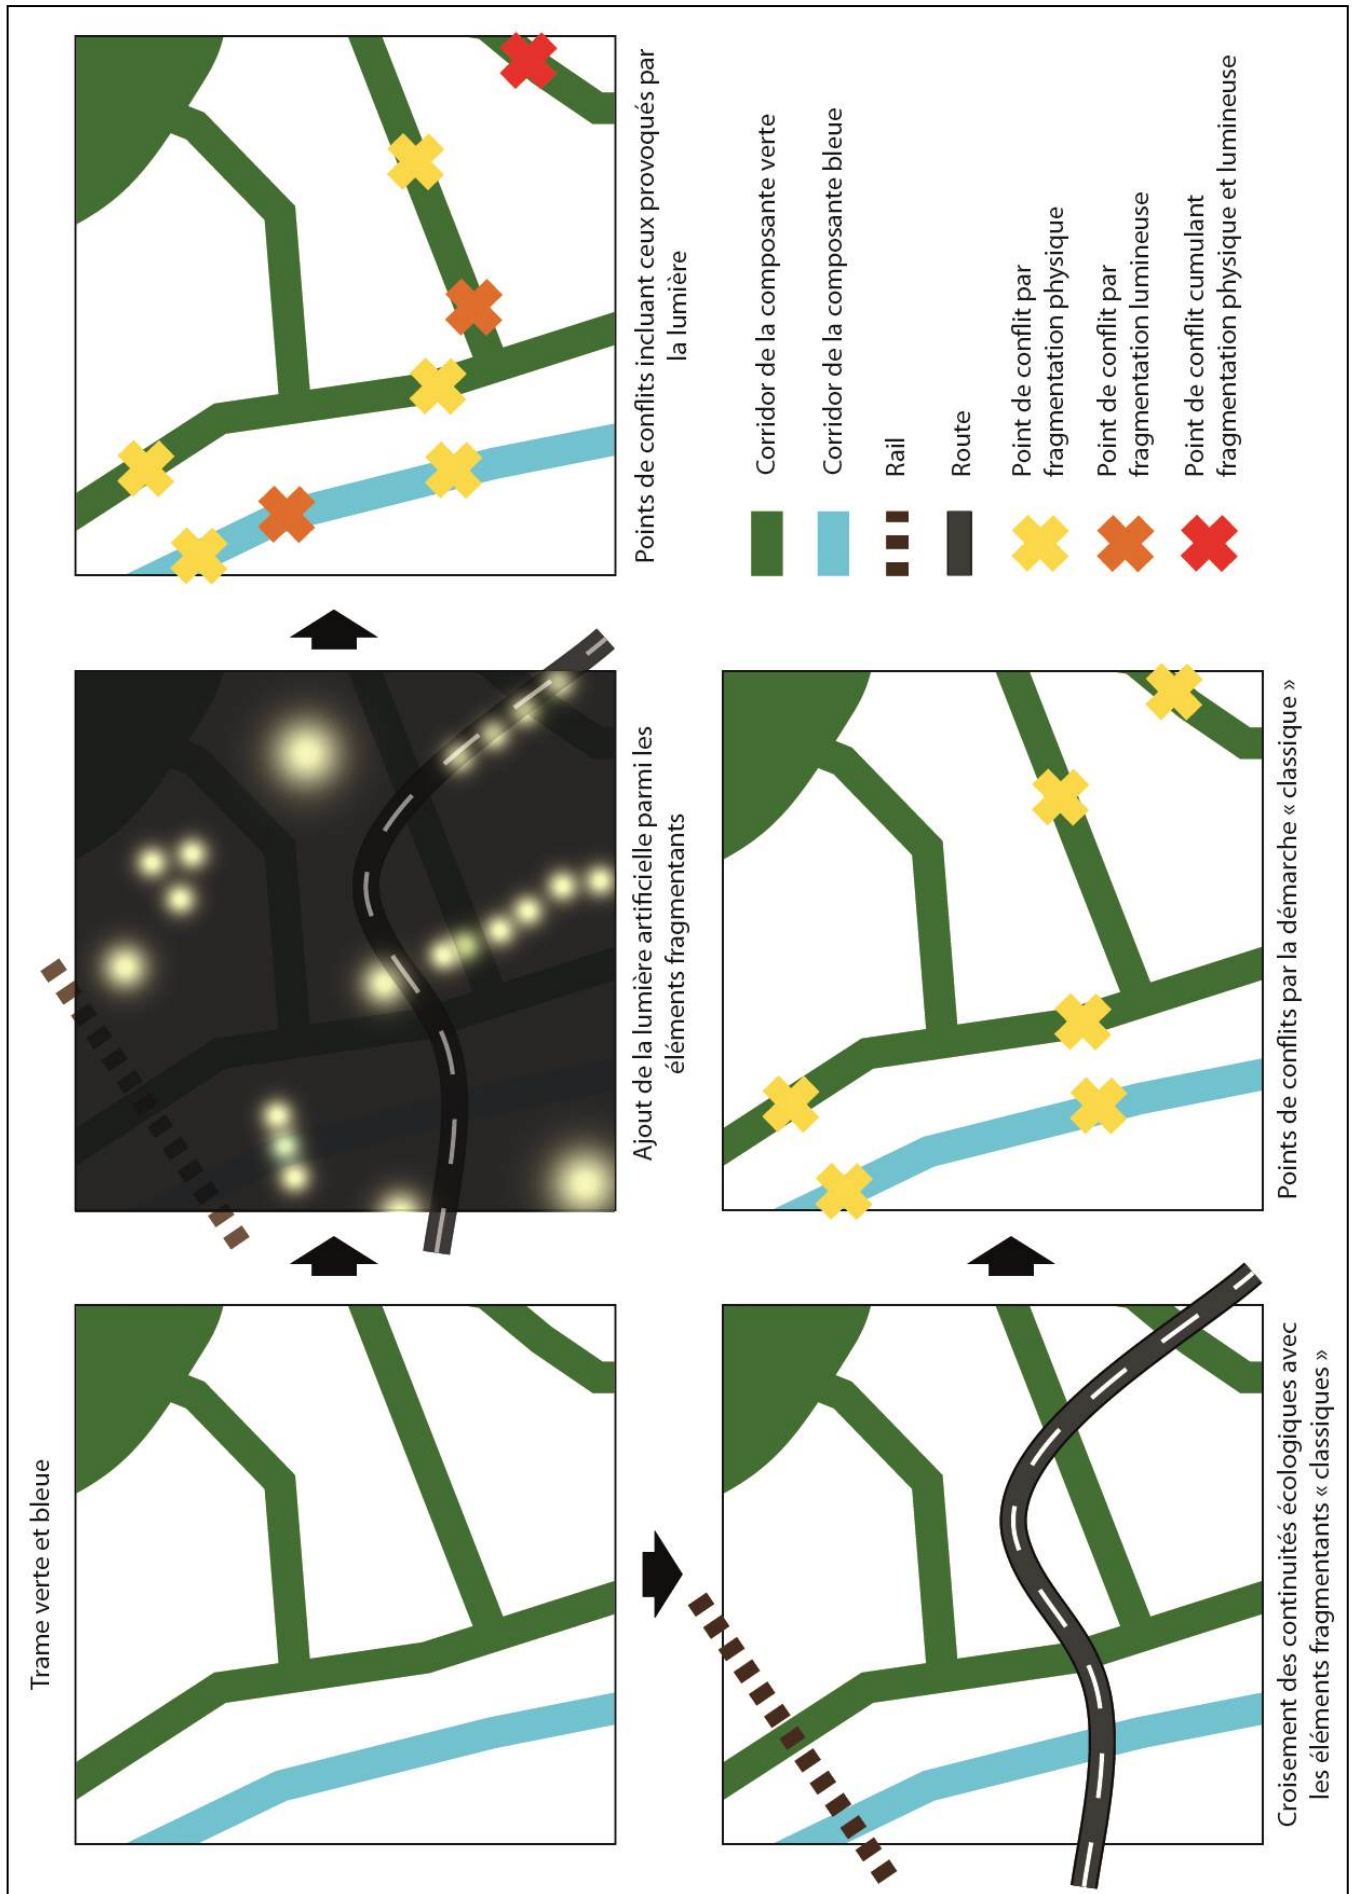 Trame verte et bleue
Ajout de la lumière artificielle parmi les
éléments fragmentants
Points de conflits incluant ceux provoqués par
la lumière
Croisement des continuités écologiques avec
les éléments fragmentants « classiques »
Points de conflits par la démarche « classique »
Corridor de la composante verte
Corridor de la composante bleue
Rail
Route
Point de conflit par
fragmentation physique
Point de conflit par
fragmentation lumineuse
Point de conflit cumulant
fragmentation physique et lumineuse